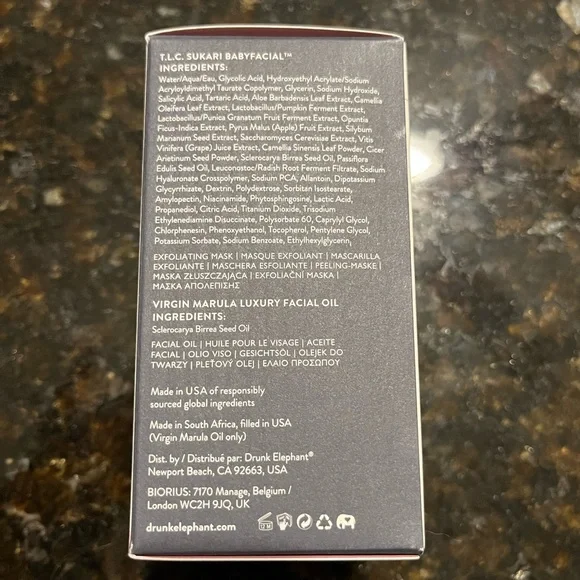 T.L.C. SUKARI BABYFACIAL™
INGREDIENTS:
Water/Aqua/Eau, Glycolic Acid, Hydroxyethyl Acrylate/Sodium
Acryloyldimethyl Taurate Copolymer, Glycerin, Sodium Hydroxide,
Salicylic Acid, Tartaric Acid, Aloe Barbadensis Leaf Extract, Camellia
Oleifera Leaf Extract, Lactobacillus/Pumpkin Ferment Extract,
Lactobacillus/Punica Granatum Fruit Ferment Extract, Opuntia
Ficus-Indica Extract, Pyrus Malus (Apple) Fruit Extract, Silybum
Marianum Seed Extract, Saccharomyces Cerevisiae Extract, Vitis
Vinifera (Grape) Juice Extract, Camellia Sinensis Leaf Powder, Cicer
Arietinum Seed Powder, Sclerocarya Birrea Seed Oil, Passiflora
Edulis Seed Oil, Leuconostoc/Radish Root Ferment Filtrate, Sodium
Hyaluronate Crosspolymer, Sodium PCA, Allantoin, Dipotassium
Glycyrrhizate, Dextrin, Polydextrose, Sorbitan Isostearate,
Amylopectin, Niacinamide, Phytosphingosine, Lactic Acid,
Propanediol, Citric Acid, Titanium Dioxide, Trisodium
Ethylenediamine Disuccinate, Polysorbate 60, Caprylyl Glycol,
Chlorphenesin, Phenoxyethanol, Tocopherol, Pentylene Glycol,
Potassium Sorbate, Sodium Benzoate, Ethylhexylglycerin,
EXFOLIATING MASK | MASQUE EXFOLIANT | MASCARILLA
EXFOLIANTE | MASCHERA ESFOLIANTE | PEELING-MASKE |
MASKA ZŁUSZCZAJĄCA | EXFOLIAČNÍ MASKA |
ΜΑΣΚΑ ΑΠΟΛΕΠΙΣΗΣ
VIRGIN MARULA LUXURY FACIAL OIL
INGREDIENTS:
Sclerocarya Birrea Seed Oil
FACIAL OIL | HUILE POUR LE VISAGE | ACEITE
FACIAL | OLIO VISO | GESICHTSÖL | OLEJEK DO
TWARZY | PLEŤOVÝ OLEJ | ΕΛΑΙΟ ΠΡΟΣΩΠΟΥ
Made in USA of responsibly
sourced global ingredients
Made in South Africa, filled in USA
(Virgin Marula Oil only)
Dist. by / Distribué par: Drunk Elephant®
Newport Beach, CA 92663, USA
BIORIUS: 7170 Manage, Belgium /
London WC2H 9JQ, UK
drunkelephant.com